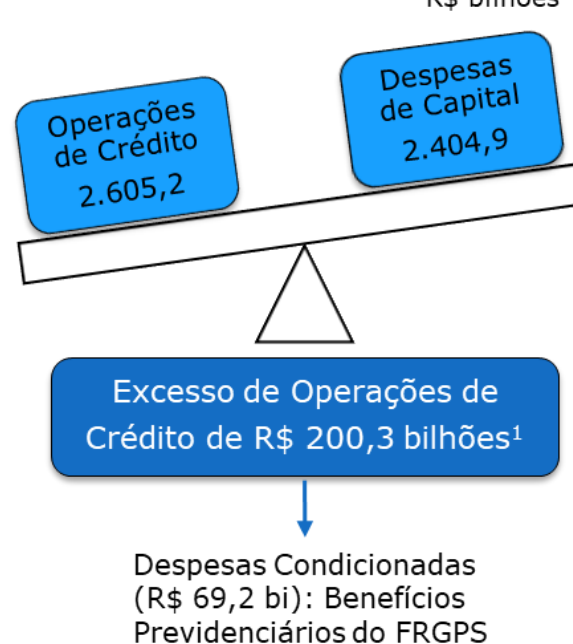 R$ bilhões
Operações
de Crédito
2.605,2
Despesas
de Capital
2.404,9
Excesso de Operações de
Crédito de R$ 200,3 bilhões¹
Despesas Condicionadas
(R$ 69,2 bi): Benefícios
Previdenciários do FRGPS